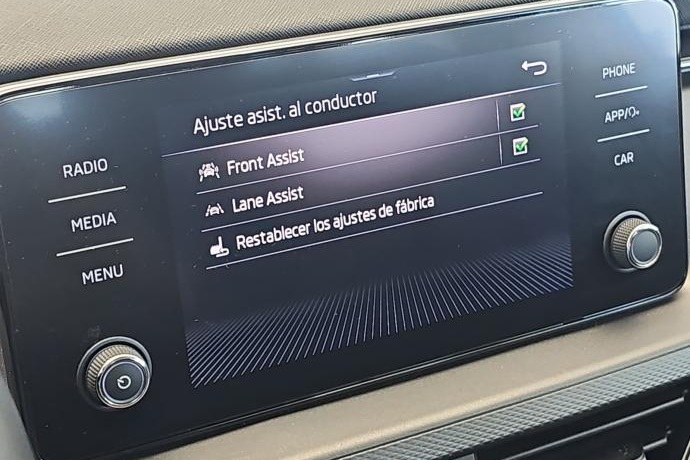 Ajuste asist. al conductor
Front Assist
Lane Assist
Restablecer los ajustes de fábrica
RADIO
MEDIA
MENU
PHONE
APP/
CAR